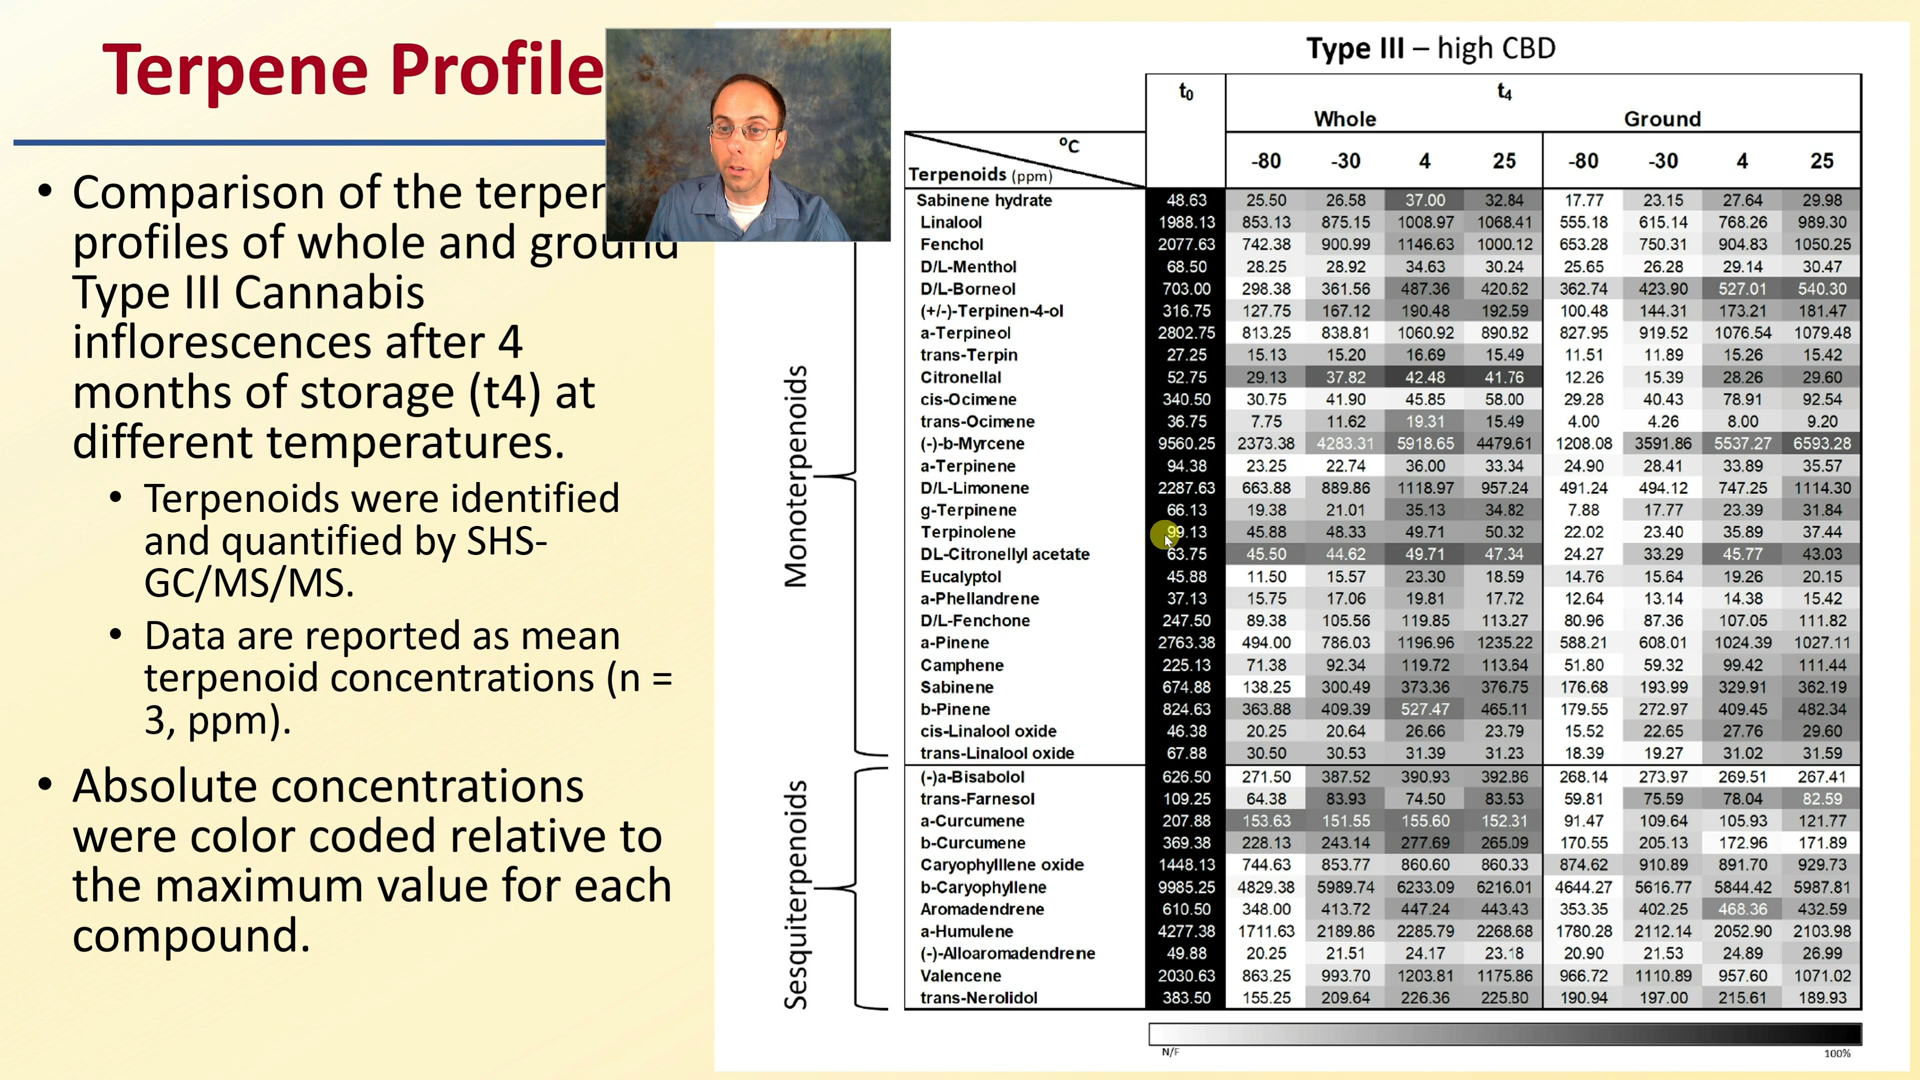 Terpene Profile
• Comparison of the terpen
profiles of whole and ground
Type III Cannabis
inflorescences after 4
months of storage (t4) at
different temperatures.
• Terpenoids were identified
and quantified by SHS-
GC/MS/MS.
• Data are reported as mean
terpenoid concentrations (n =
3, ppm).
• Absolute concentrations
were color coded relative to
the maximum value for each
compound.
Type III – high CBD
t0 t4
Whole Ground
°C
-80 -30 4 25 -80 -30 4 25
Terpenoids (ppm)
Monoterpenoids
Sabinene hydrate 48.63 25.50 26.58 37.00 32.84 17.77 23.15 27.64 29.98
Linalool 1988.13 853.13 875.15 1008.97 1068.41 555.18 615.14 768.26 989.30
Fenchol 2077.63 742.38 900.99 1146.63 1000.12 653.28 750.31 904.83 1050.25
D/L-Menthol 68.50 28.25 28.92 34.63 30.24 25.65 26.28 29.14 30.47
D/L-Borneol 703.00 298.38 361.56 487.36 420.62 362.74 423.90 527.01 540.30
(+/-)-Terpinen-4-ol 316.75 127.75 167.12 190.48 192.59 100.48 144.31 173.21 181.47
a-Terpineol 2802.75 813.25 838.81 1060.92 890.82 827.95 919.52 1076.54 1079.48
trans-Terpin 27.25 15.13 15.20 16.69 15.49 11.51 11.89 15.26 15.42
Citronellal 52.75 29.13 37.82 42.48 41.76 12.26 15.39 28.26 29.60
cis-Ocimene 340.50 30.75 41.90 45.85 58.00 29.28 40.43 78.91 92.54
trans-Ocimene 36.75 7.75 11.62 19.31 15.49 4.00 4.26 8.00 9.20
(-)-b-Myrcene 9560.25 2373.38 4283.31 5918.65 4479.61 1208.08 3591.86 5537.27 6593.28
a-Terpinene 94.38 23.25 22.74 36.00 33.34 24.90 28.41 33.89 35.57
D/L-Limonene 2287.63 663.88 889.86 1118.97 957.24 491.24 494.12 747.25 1114.30
g-Terpinene 66.13 19.38 21.01 35.13 34.82 7.88 17.77 23.39 31.84
Terpinolene 99.13 45.88 48.33 49.71 50.32 22.02 23.40 35.89 37.44
DL-Citronellyl acetate 63.75 45.50 44.62 49.71 47.34 24.27 33.29 45.77 43.03
Eucalyptol 45.88 11.50 15.57 23.30 18.59 14.76 15.64 19.26 20.15
a-Phellandrene 37.13 15.75 17.06 19.81 17.72 12.64 13.14 14.38 15.42
D/L-Fenchone 247.50 89.38 105.56 119.85 113.27 80.96 87.36 107.05 111.82
a-Pinene 2763.38 494.00 786.03 1196.96 1235.22 588.21 608.01 1024.39 1027.11
Camphene 225.13 71.38 92.34 119.72 113.64 51.80 59.32 99.42 111.44
Sabinene 674.88 138.25 300.49 373.36 376.75 176.68 193.99 329.91 362.19
b-Pinene 824.63 363.88 409.39 527.47 465.11 179.55 272.97 409.45 482.34
cis-Linalool oxide 46.38 20.25 20.64 26.66 23.79 15.52 22.65 27.76 29.60
trans-Linalool oxide 67.88 30.50 30.53 31.39 31.23 18.39 19.27 31.02 31.59
Sesquiterpenoids
(-)a-Bisabolol 626.50 271.50 387.52 390.93 392.86 268.14 273.97 269.51 267.41
trans-Farnesol 109.25 64.38 83.93 74.50 83.53 59.81 75.59 78.04 82.59
a-Curcumene 207.88 153.63 151.55 155.60 152.31 91.47 109.64 105.93 121.77
b-Curcumene 369.38 228.13 243.14 277.69 265.09 170.55 205.13 172.96 171.89
Caryophylllene oxide 1448.13 744.63 853.77 860.60 860.33 874.62 910.89 891.70 929.73
b-Caryophyllene 9985.25 4829.38 5989.74 6233.09 6216.01 4644.27 5616.77 5844.42 5987.81
Aromadendrene 610.50 348.00 413.72 447.24 443.43 353.35 402.25 468.36 432.59
a-Humulene 4277.38 1711.63 2189.86 2285.79 2268.68 1780.28 2112.14 2052.90 2103.98
(-)-Alloaromadendrene 49.88 20.25 21.51 24.17 23.18 20.90 21.53 24.89 26.99
Valencene 2030.63 863.25 993.70 1203.81 1175.86 966.72 1110.89 957.60 1071.02
trans-Nerolidol 383.50 155.25 209.64 226.36 225.80 190.94 197.00 215.61 189.93
N/F 100%